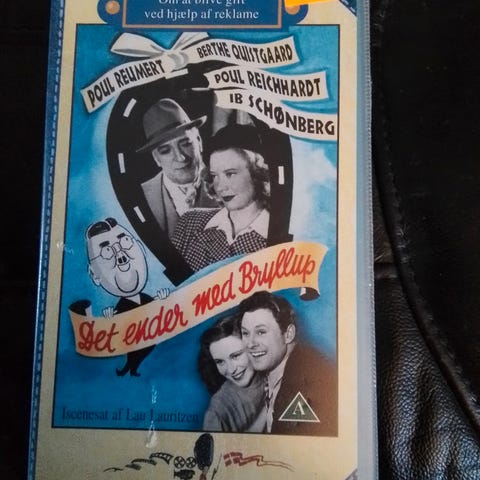 Om at blive gift
ved hjælp af reklame
POUL REUMERT
BERTHE QUISTGAARD
POUL REICHHARDT
IB SCHØNBERG
Det ender med Bryllup
Iscenesat af Lau Lauritzen
A